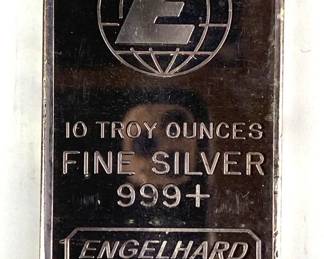 E
10 TROY OUNCES
FINE SILVER
999+
ENGELHARD